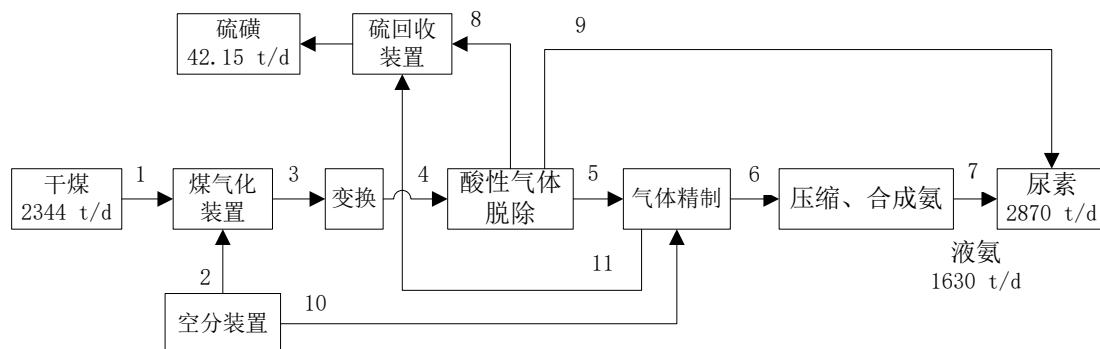 硫磺
42.15 t/d
硫回收
装置
8
9
干煤
2344 t/d
1
煤气化
装置
3
变换
4
酸性气体
脱除
5
气体精制
6
压缩、合成氨
7
尿素
2870 t/d
液氨
1630 t/d
2
11
空分装置
10